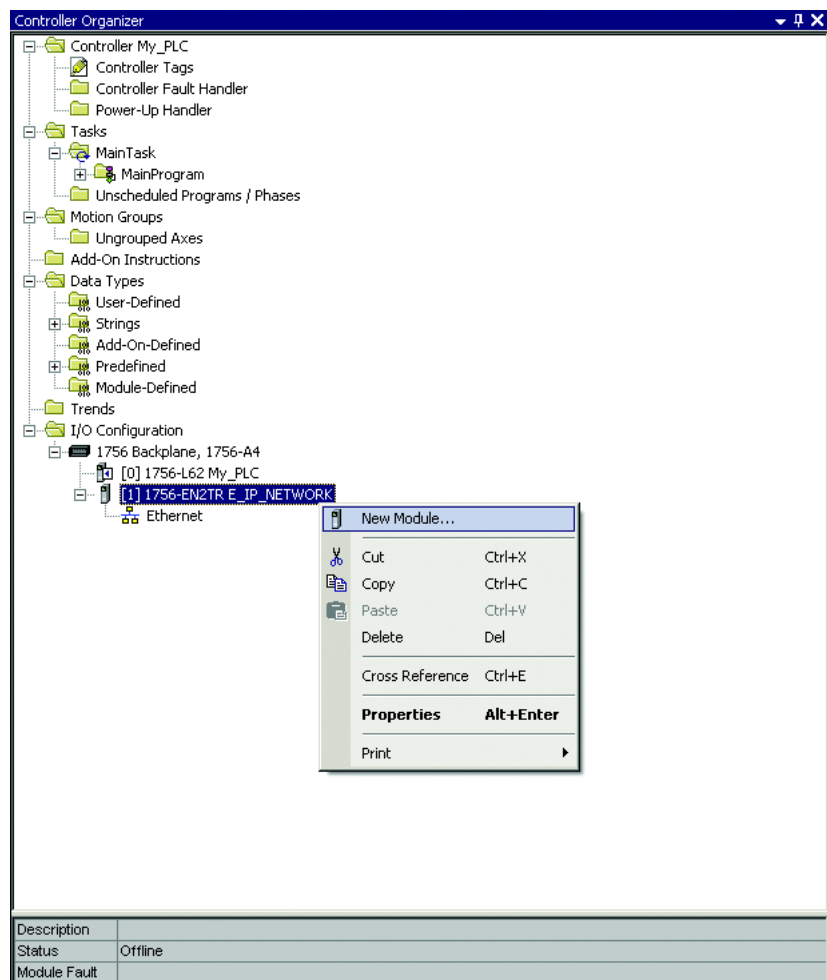 Controller Organizer
Controller My_PLC
Controller Tags
Controller Fault Handler
Power-Up Handler
Tasks
MainTask
MainProgram
Unscheduled Programs / Phases
Motion Groups
Ungrouped Axes
Add-On Instructions
Data Types
User-Defined
Strings
Add-On-Defined
Predefined
Module-Defined
Trends
I/O Configuration
1756 Backplane, 1756-A4
[0] 1756-L62 My_PLC
[1] 1756-EN2TR E_IP_NETWORK
Ethernet
New Module...
Cut Ctrl+X
Copy Ctrl+C
Paste Ctrl+V
Delete Del
Cross Reference Ctrl+E
Properties Alt+Enter
Print
Description
Status Offline
Module Fault